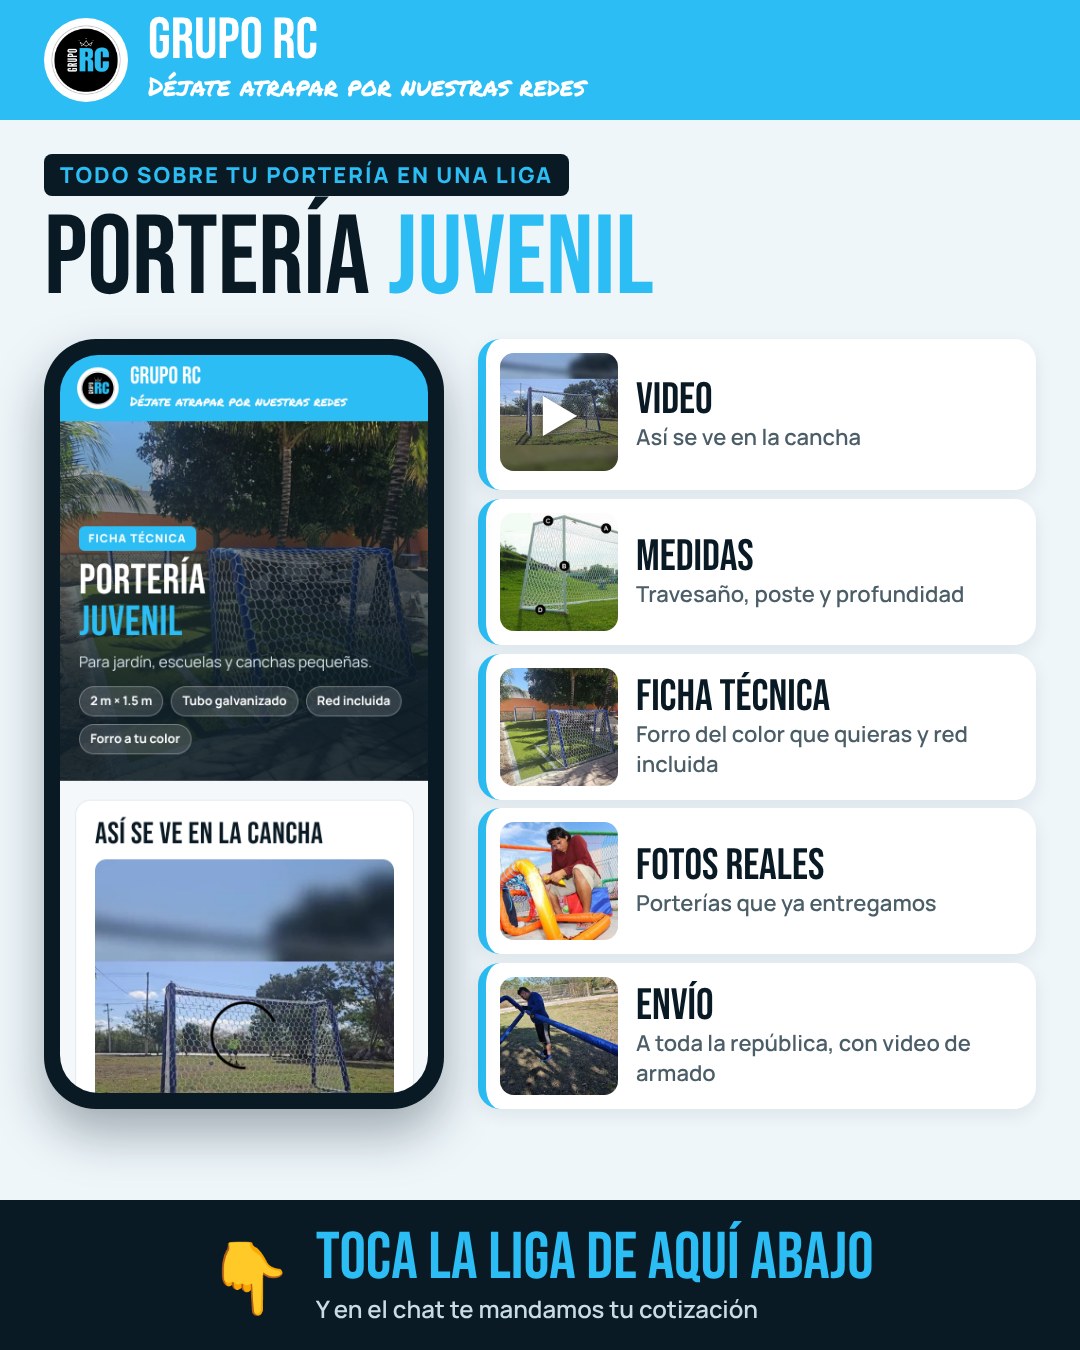 GRUPO RC
GRUPO RC
Déjate atrapar por nuestras redes
TODO SOBRE TU PORTERÍA EN UNA LIGA
PORTERÍA JUVENIL
GRUPO RC
GRUPO RC
Déjate atrapar por nuestras redes
FICHA TÉCNICA
PORTERÍA
JUVENIL
Para jardín, escuelas y canchas pequeñas.
2 m × 1.5 m
Tubo galvanizado
Red incluida
Forro a tu color
ASÍ SE VE EN LA CANCHA
VIDEO
Así se ve en la cancha
C
A
B
D
MEDIDAS
Travesaño, poste y profundidad
FICHA TÉCNICA
Forro del color que quieras y red
incluida
FOTOS REALES
Porterías que ya entregamos
ENVÍO
A toda la república, con video de
armado
TOCA LA LIGA DE AQUÍ ABAJO
Y en el chat te mandamos tu cotización